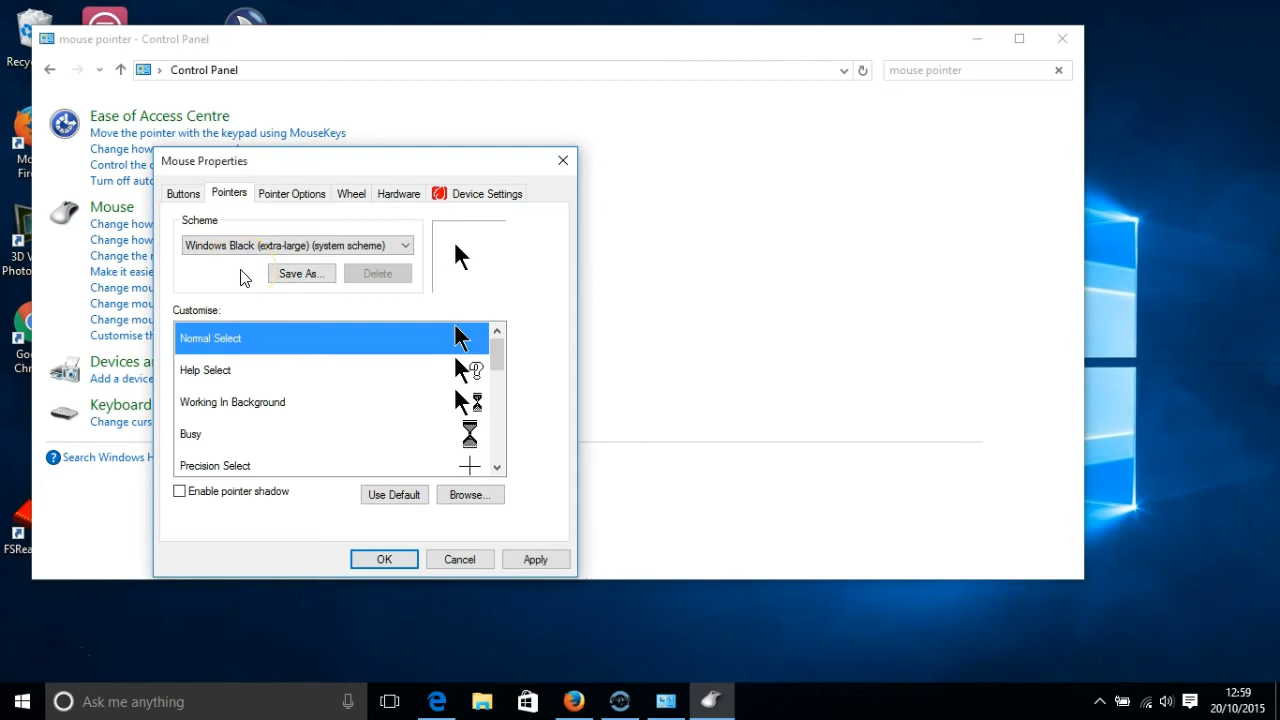 mouse pointer - Control Panel
Control Panel
mouse pointer
Recy
Ease of Access Centre
Move the pointer with the keypad using MouseKeys
Change how
Control the
Turn off auto
Mo
Fire
Mouse Properties
Buttons
Pointers
Pointer Options
Wheel
Hardware
Device Settings
Mouse
Change how
Change how
Change the
Make it easie
Change mou
Change mou
Change mou
Customise th
3D V
Photo
Scheme
Windows Black (extra-large) (system scheme)
Save As...
Delete
Customise:
Normal Select
Help Select
Working In Background
Busy
Precision Select
Go
Chr
Devices a
Add a device
Keyboard
Change curs
Search Windows H
Enable pointer shadow
Use Default
Browse...
FSRea
OK
Cancel
Apply
Ask me anything
12:59
20/10/2015